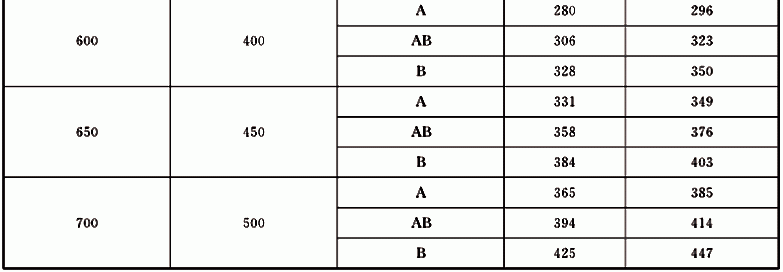 A 280 296
600 400 AB 306 323
B 328 350
A 331 349
650 450 AB 358 376
B 384 403
A 365 385
700 500 AB 394 414
B 425 447